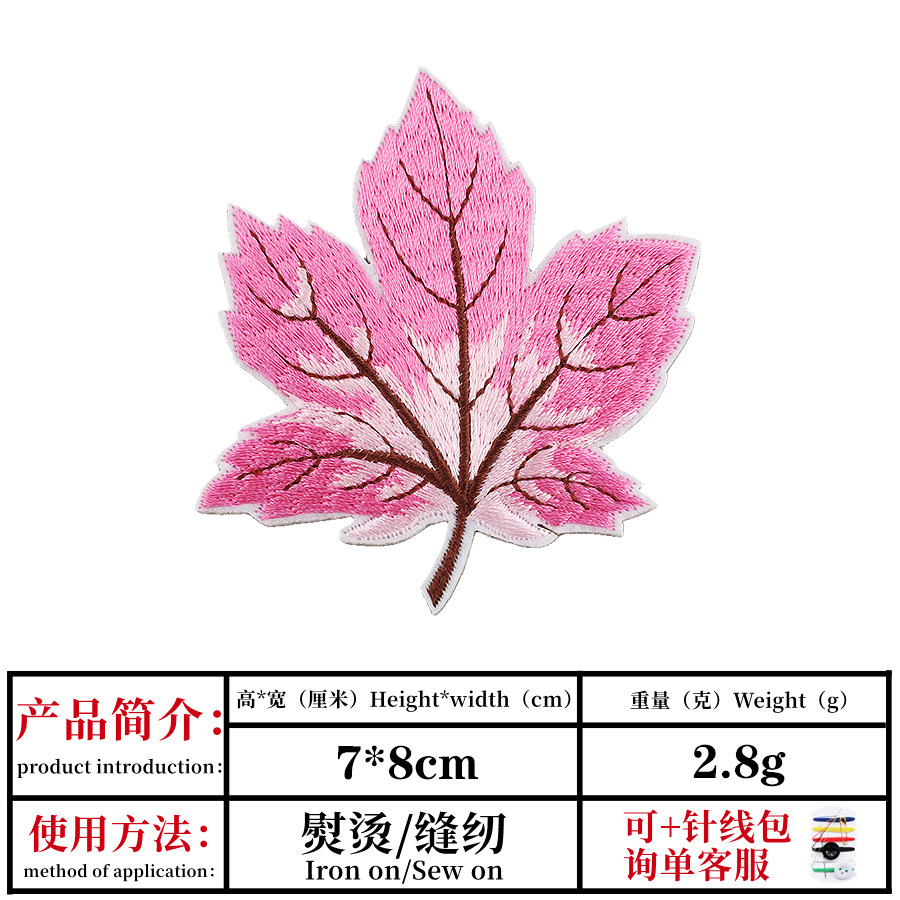 产品简介：
product introduction：
高*宽（厘米）Height*width（cm）
重量（克）Weight（g）
7*8cm
2.8g
使用方法：
method of application：
熨烫/缝纫
Iron on/Sew on
可+针线包
询单客服